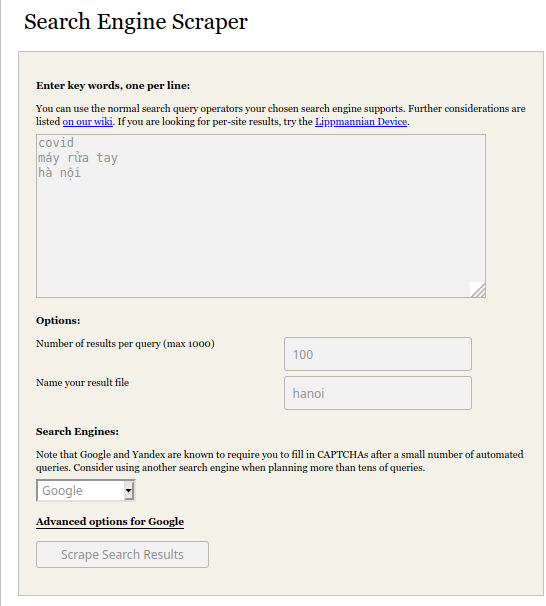 Search Engine Scraper
Enter key words, one per line:
You can use the normal search query operators your chosen search engine supports. Further considerations are
listed on our wiki. If you are looking for per-site results, try the Lippmannian Device.
covid
máy rửa tay
hà nội
Options:
Number of results per query (max 1000)
100
Name your result file
hanoi
Search Engines:
Note that Google and Yandex are known to require you to fill in CAPTCHAs after a small number of automated
queries. Consider using another search engine when planning more than tens of queries.
Google
Advanced options for Google
Scrape Search Results